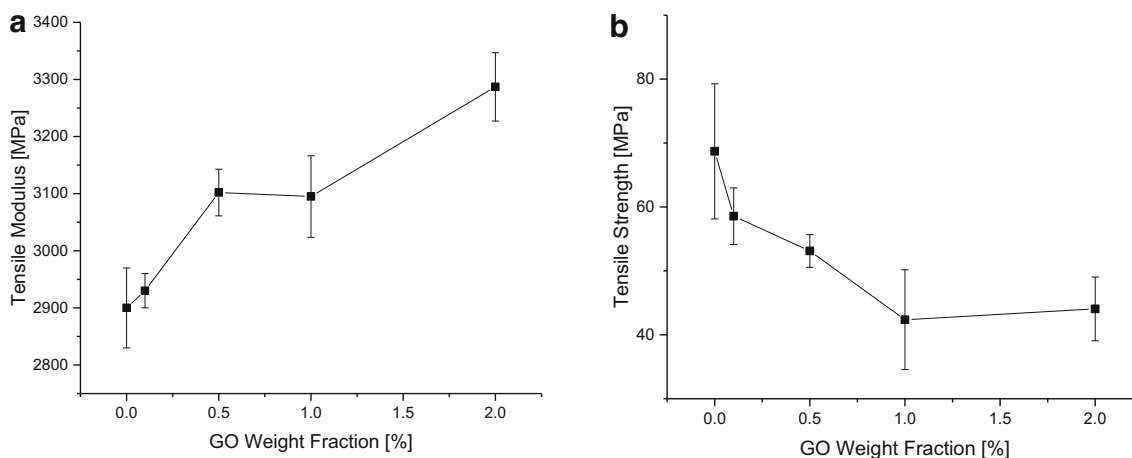 a
3400
3300
3200
3100
3000
2900
2800
Tensile Modulus [MPa]
0.0 0.5 1.0 1.5 2.0
GO Weight Fraction [%]
b
80
60
40
Tensile Strength [MPa]
0.0 0.5 1.0 1.5 2.0
GO Weight Fraction [%]